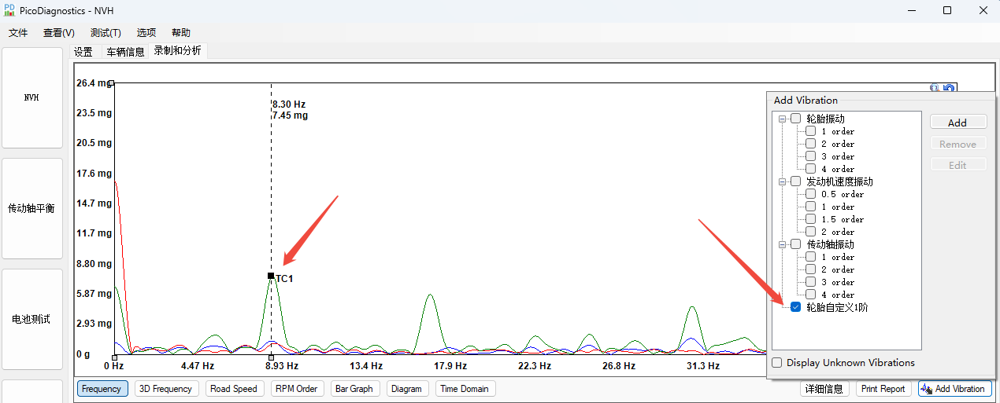 PicoDiagnostics - NVH
文件 查看(V) 测试(T) 选项 帮助
设置 车辆信息 录制和分析
NVH
传动轴平衡
电池测试
26.4 mg
23.5 mg
20.5 mg
17.6 mg
14.7 mg
11.7 mg
8.80 mg
5.87 mg
2.93 mg
0 g
8.30 Hz
7.45 mg
TC1
0 Hz 4.47 Hz 8.93 Hz 13.4 Hz 17.9 Hz 22.3 Hz 26.8 Hz 31.3 Hz
Add Vibration
轮胎振动
1 order
2 order
3 order
4 order
发动机速度振动
0.5 order
1 order
1.5 order
2 order
传动轴振动
1 order
2 order
3 order
4 order
轮胎自定义1阶
Add
Remove
Edit
Display Unknown Vibrations
Frequency 3D Frequency Road Speed RPM Order Bar Graph Diagram Time Domain 详细信息 Print Report Add Vibration